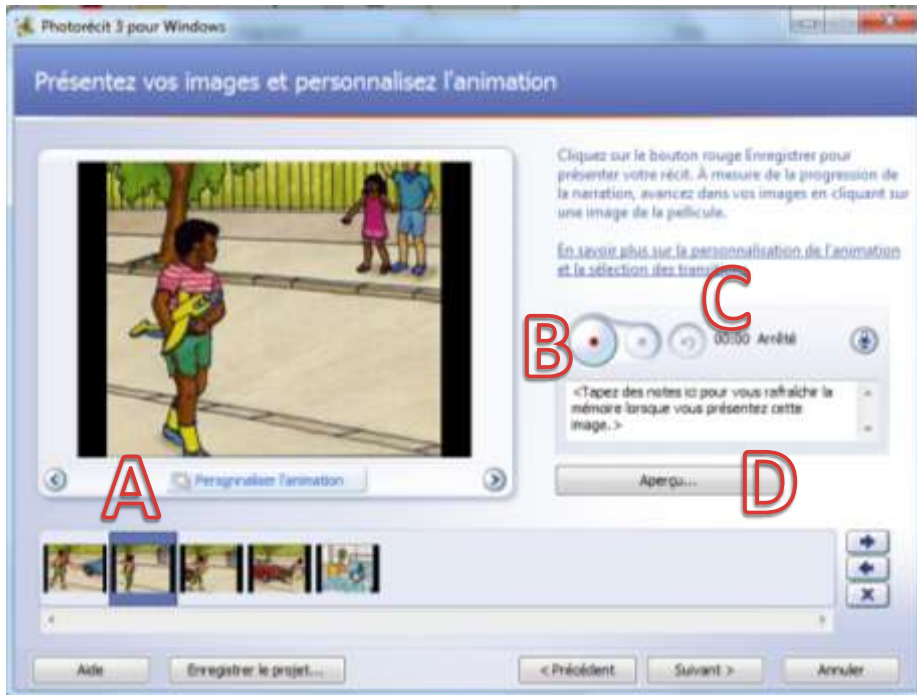 Photorécit 3 pour Windows
Présentez vos images et personnalisez l'animation
Cliquez sur le bouton rouge Enregistrer pour
présenter votre récit. À mesure de la progression de
la narration, avancez dans vos images en cliquant sur
une image de la pellicule.
En savoir plus sur la personnalisation de l'animation
et la sélection des
C
B
00:00 Arrêté
<Tapez des notes ici pour vous rafraîchir la
mémoire lorsque vous présentez cette
image.>
A
Personnaliser l'animation
Aperçu...
D
Aide
Enregistrer le projet...
< Précédent
Suivant >
Annuler